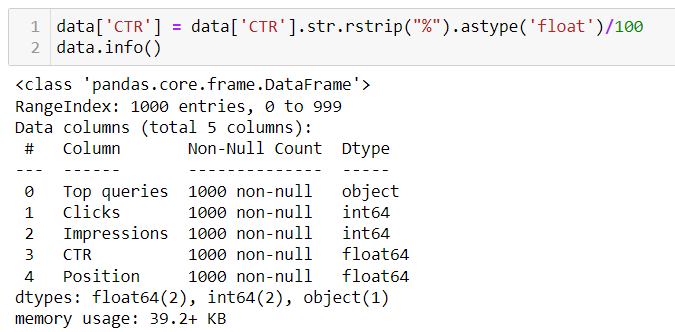 1 data['CTR'] = data['CTR'].str.rstrip("%").astype('float')/100
2 data.info()
<class 'pandas.core.frame.DataFrame'>
RangeIndex: 1000 entries, 0 to 999
Data columns (total 5 columns):
 #   Column       Non-Null Count  Dtype
---  ------       --------------  -----
 0   Top queries  1000 non-null   object
 1   Clicks       1000 non-null   int64
 2   Impressions  1000 non-null   int64
 3   CTR          1000 non-null   float64
 4   Position     1000 non-null   float64
dtypes: float64(2), int64(2), object(1)
memory usage: 39.2+ KB